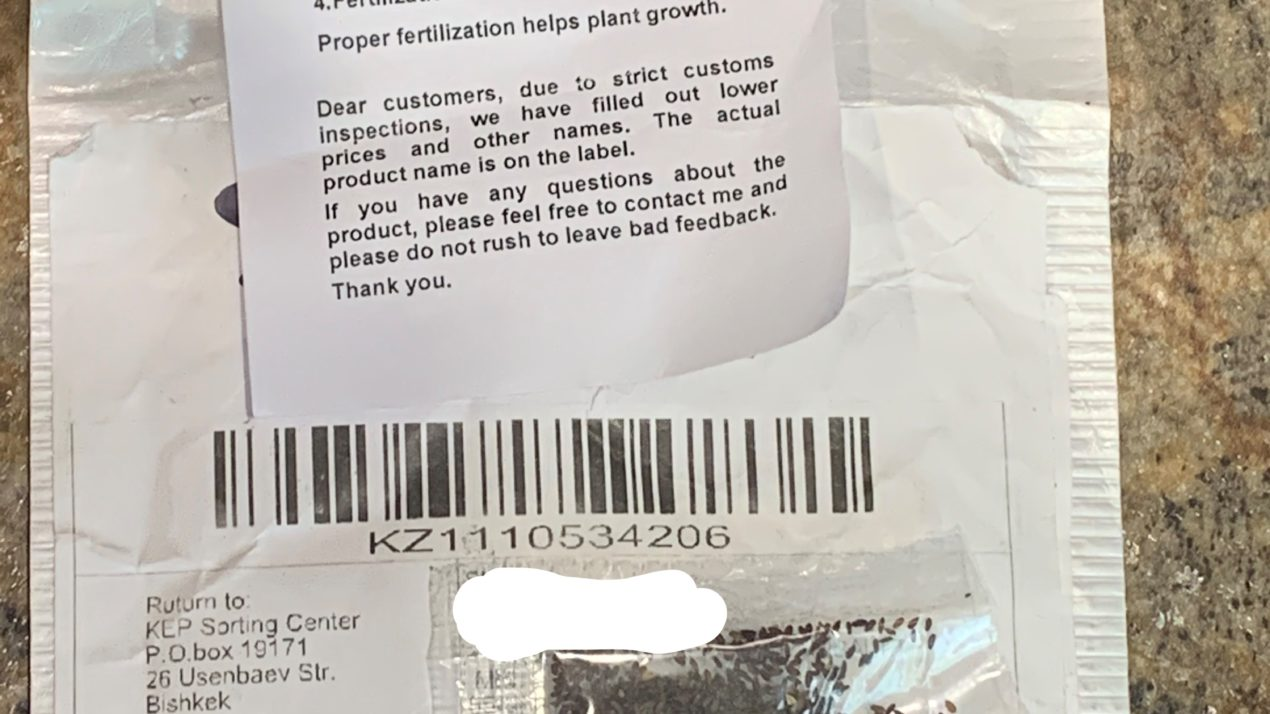 Proper fertilization helps plant growth.
Dear customers, due to strict customs
inspections, we have filled out lower
prices and other names. The actual
product name is on the label.
If you have any questions about the
product, please feel free to contact me and
please do not rush to leave bad feedback.
Thank you.
KZ1110534206
Ruturn to:
KEP Sorting Center
P.O.box 19171
26 Usenbaev Str.
Bishkek